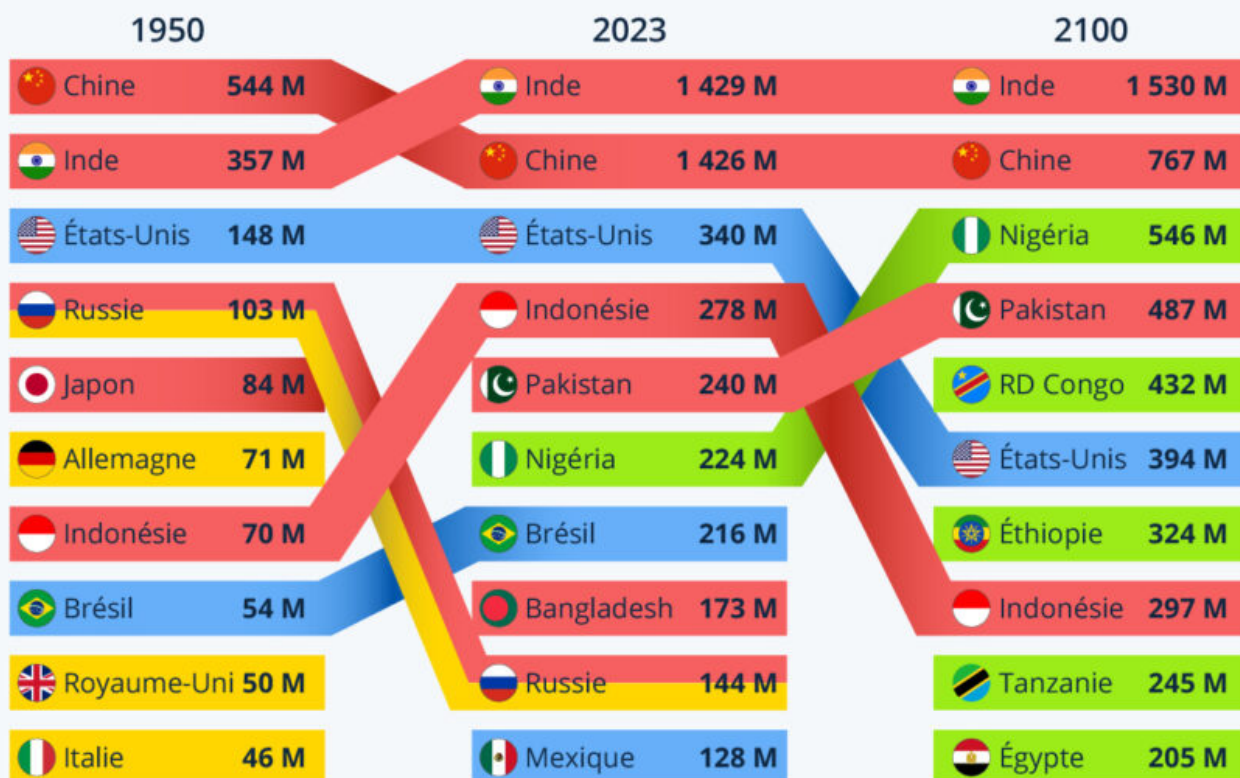 1950 2023 2100
Chine 544 M Inde 1 429 M Inde 1 530 M
Inde 357 M Chine 1 426 M Chine 767 M
États-Unis 148 M États-Unis 340 M Nigéria 546 M
Russie 103 M Indonésie 278 M Pakistan 487 M
Japon 84 M Pakistan 240 M RD Congo 432 M
Allemagne 71 M Nigéria 224 M États-Unis 394 M
Indonésie 70 M Brésil 216 M Éthiopie 324 M
Brésil 54 M Bangladesh 173 M Indonésie 297 M
Royaume-Uni 50 M Russie 144 M Tanzanie 245 M
Italie 46 M Mexique 128 M Égypte 205 M